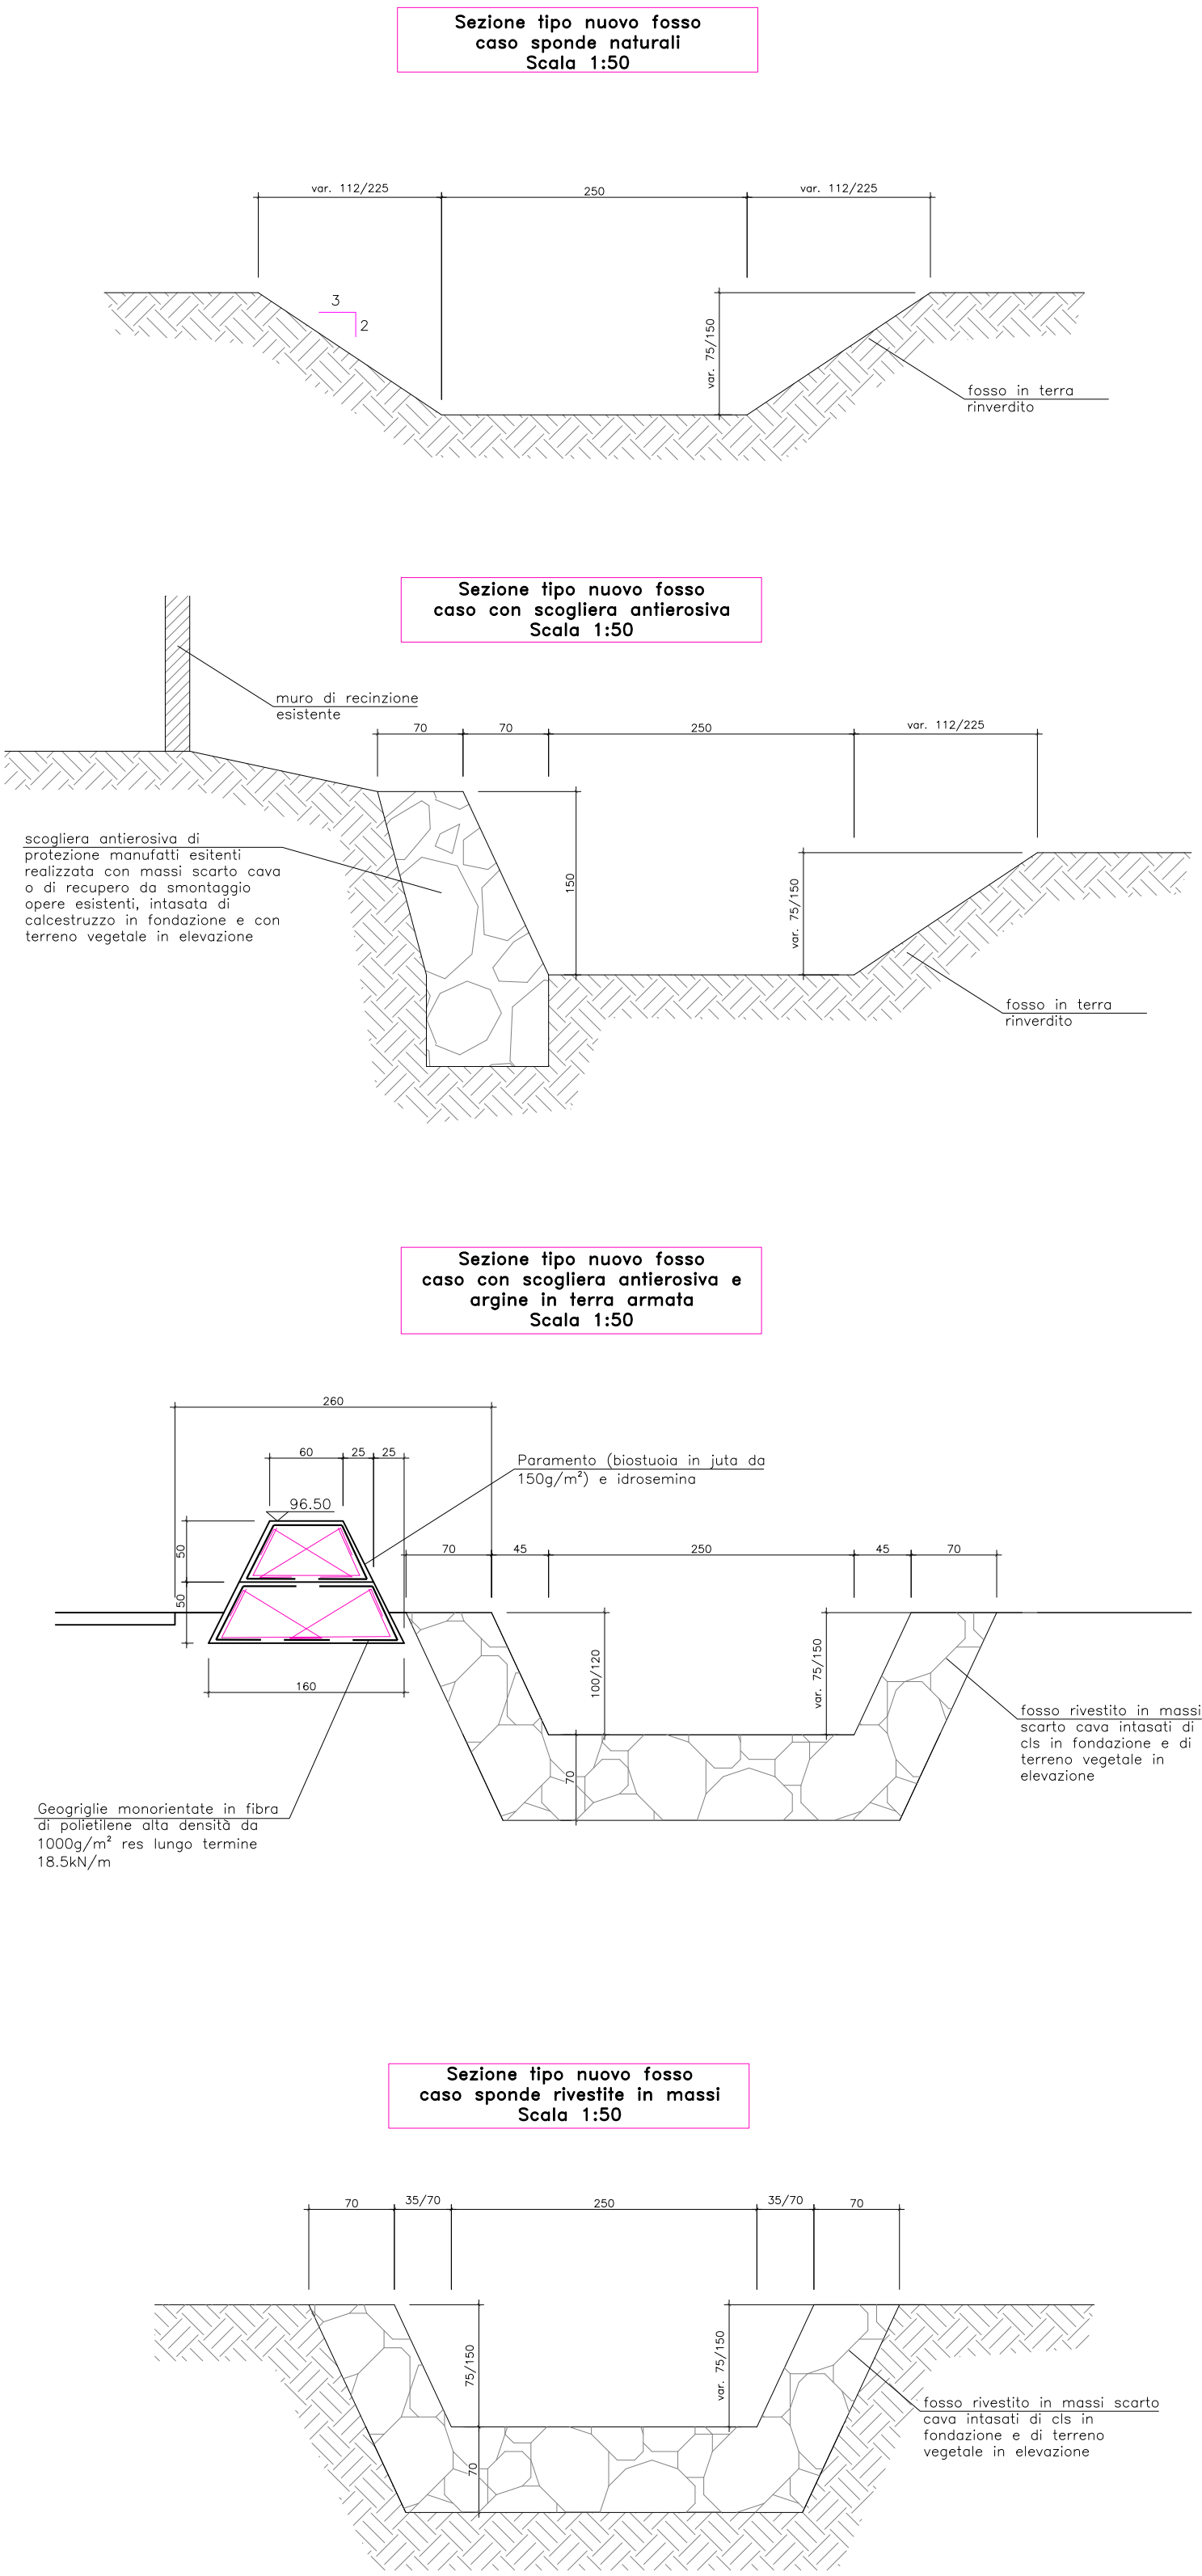 Sezione tipo nuovo fosso
caso sponde naturali
Scala 1:50
var. 112/225
250
var. 112/225
3
2
var. 75/150
fosso in terra
rinverdito
Sezione tipo nuovo fosso
caso con scogliera antierosiva
Scala 1:50
muro di recinzione
esistente
70
70
250
var. 112/225
scogliera antierosiva di
protezione manufatti esitenti
realizzata con massi scarto cava
o di recupero da smontaggio
opere esistenti, intasata di
calcestruzzo in fondazione e con
terreno vegetale in elevazione
150
var. 75/150
fosso in terra
rinverdito
Sezione tipo nuovo fosso
caso con scogliera antierosiva e
argine in terra armata
Scala 1:50
260
60
25
25
Paramento (biostuoia in juta da
150g/m²) e idrosemina
96.50
50
50
70
45
250
45
70
100/120
var. 75/150
160
70
fosso rivestito in massi
scarto cava intasati di
cls in fondazione e di
terreno vegetale in
elevazione
Geogriglie monorientate in fibra
di polietilene alta densità da
1000g/m² res lungo termine
18.5kN/m
Sezione tipo nuovo fosso
caso sponde rivestite in massi
Scala 1:50
70
35/70
250
35/70
70
75/150
var. 75/150
70
fosso rivestito in massi scarto
cava intasati di cls in
fondazione e di terreno
vegetale in elevazione